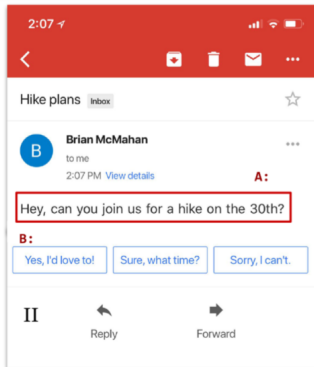 2:07
Hike plans Inbox
B
Brian McMahan
to me
2:07 PM View details
A:
Hey, can you join us for a hike on the 30th?
B:
Yes, I'd love to! Sure, what time? Sorry, I can't.
II
Reply Forward